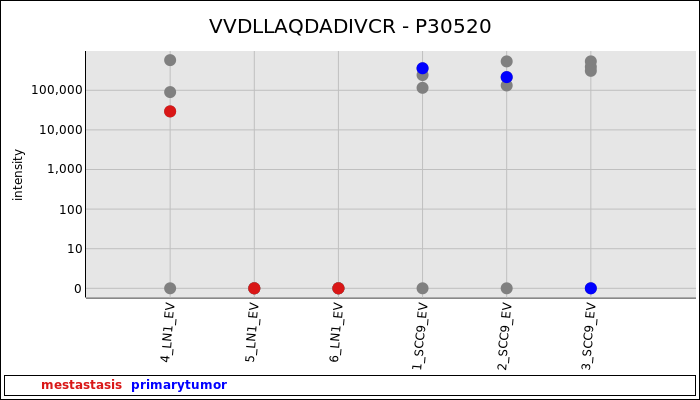 VVDLLAQDADIVCR - P30520
100,000
10,000
1,000
100
10
0
intensity
4_LN1_EV
5_LN1_EV
6_LN1_EV
1_SCC9_EV
2_SCC9_EV
3_SCC9_EV
mestastasis primarytumor